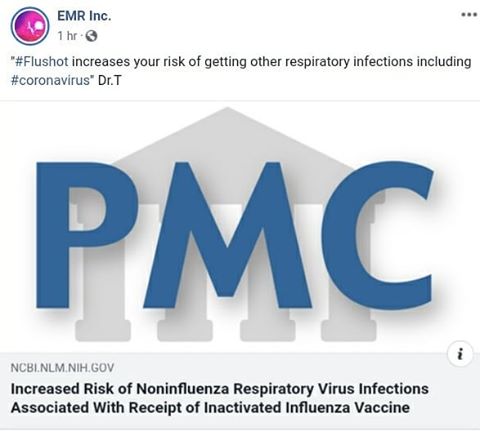 EMR Inc.
1 hr ·
"#Flushot increases your risk of getting other respiratory infections including
#coronavirus" Dr.T
PMC
NCBI.NLM.NIH.GOV
Increased Risk of Noninfluenza Respiratory Virus Infections
Associated With Receipt of Inactivated Influenza Vaccine